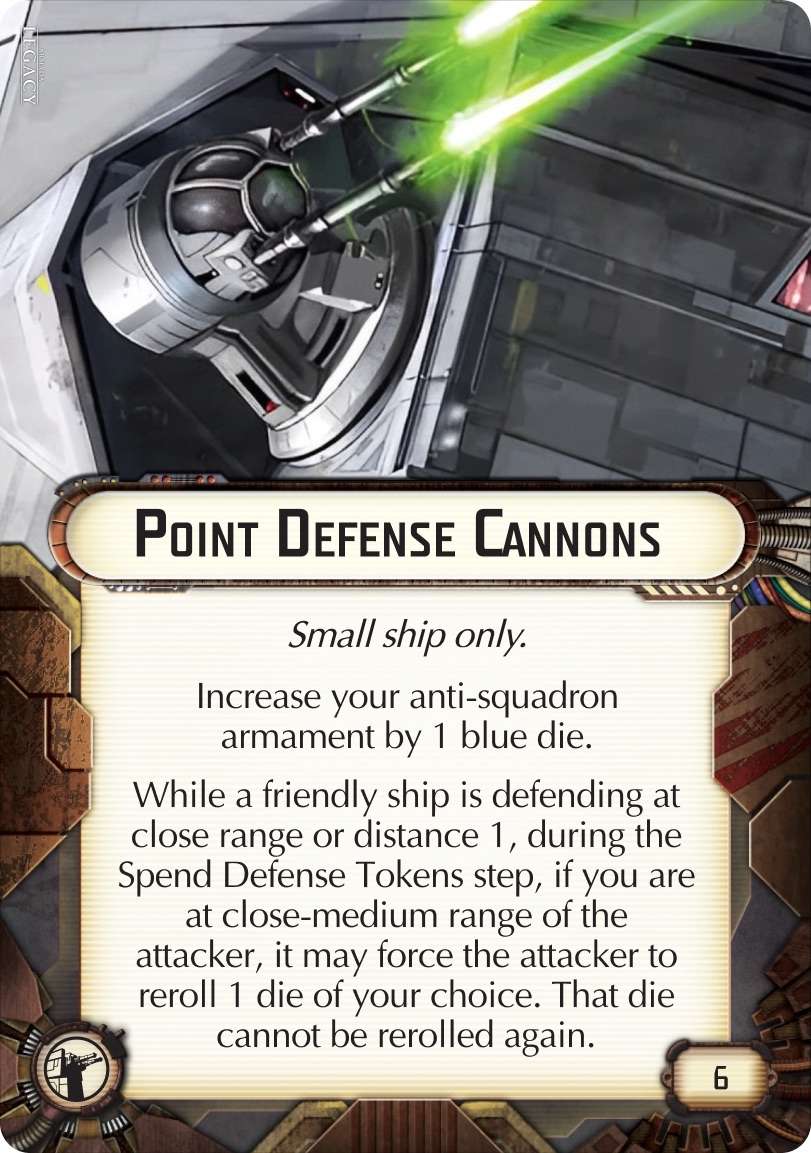 LEGACY
Point Defense Cannons
Small ship only.
Increase your anti-squadron
armament by 1 blue die.
While a friendly ship is defending at
close range or distance 1, during the
Spend Defense Tokens step, if you are
at close-medium range of the
attacker, it may force the attacker to
reroll 1 die of your choice. That die
cannot be rerolled again.
6